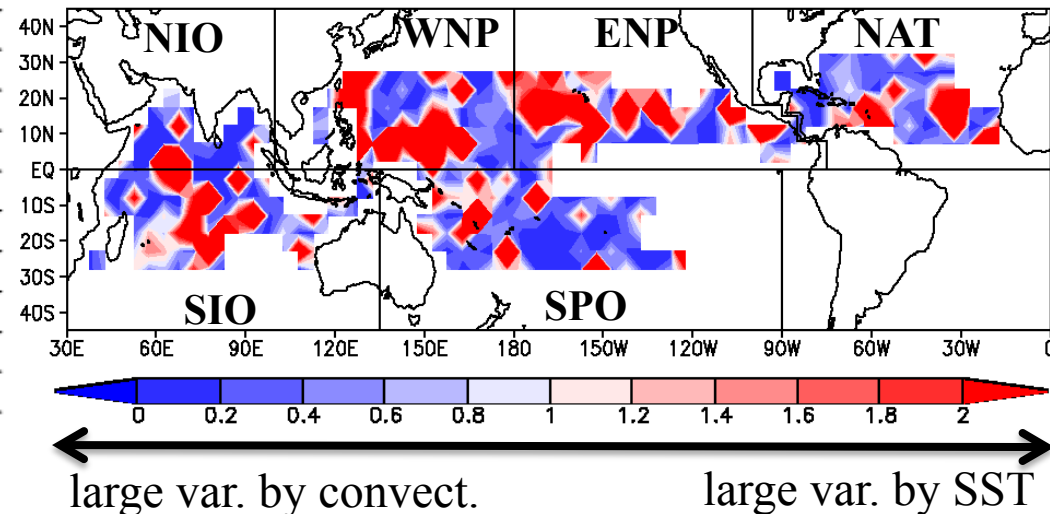 40N
NIO WNP ENP NAT
30N
20N
10N
EQ
10S
20S
30S
40S
SIO SPO
30E 60E 90E 120E 150E 180 150W 120W 90W 60W 30W 0
0 0.2 0.4 0.6 0.8 1 1.2 1.4 1.6 1.8 2
large var. by convect. large var. by SST